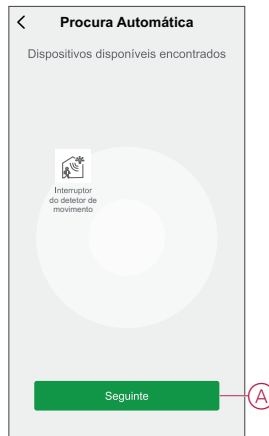 Procura Automática
Dispositivos disponíveis encontrados
Interruptor
do detetor de
movimento
Seguinte
A